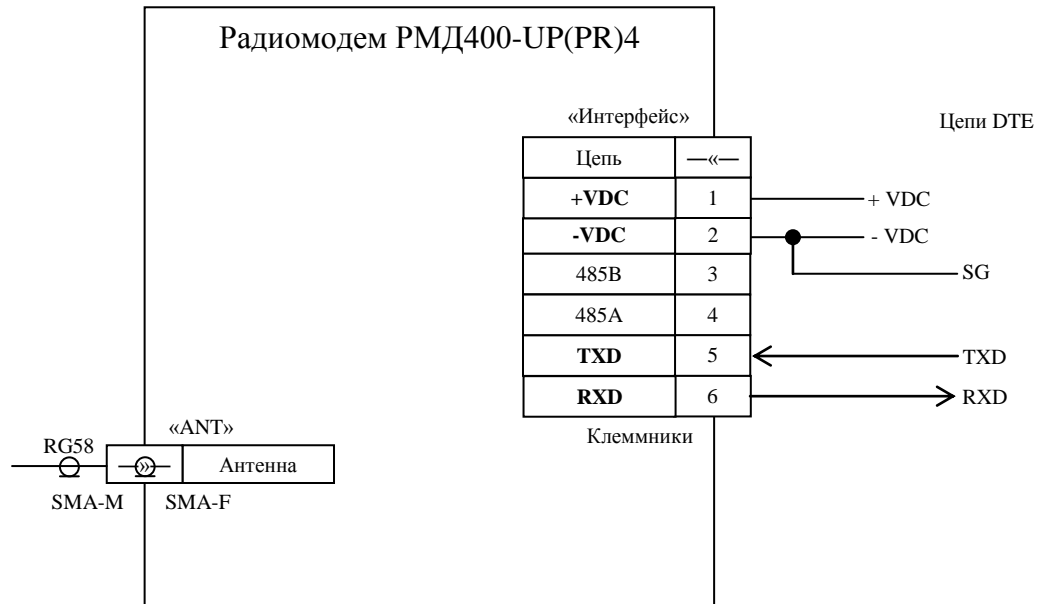 Радиомодем РМД400-UP(PR)4
«Интерфейс»
Цепи DTE
Цепь —«—
+VDC 1 + VDC
-VDC 2 - VDC
485B 3 SG
485A 4
TXD 5 TXD
RXD 6 RXD
Клеммники
«ANT»
RG58
—»— Антенна
SMA-M SMA-F